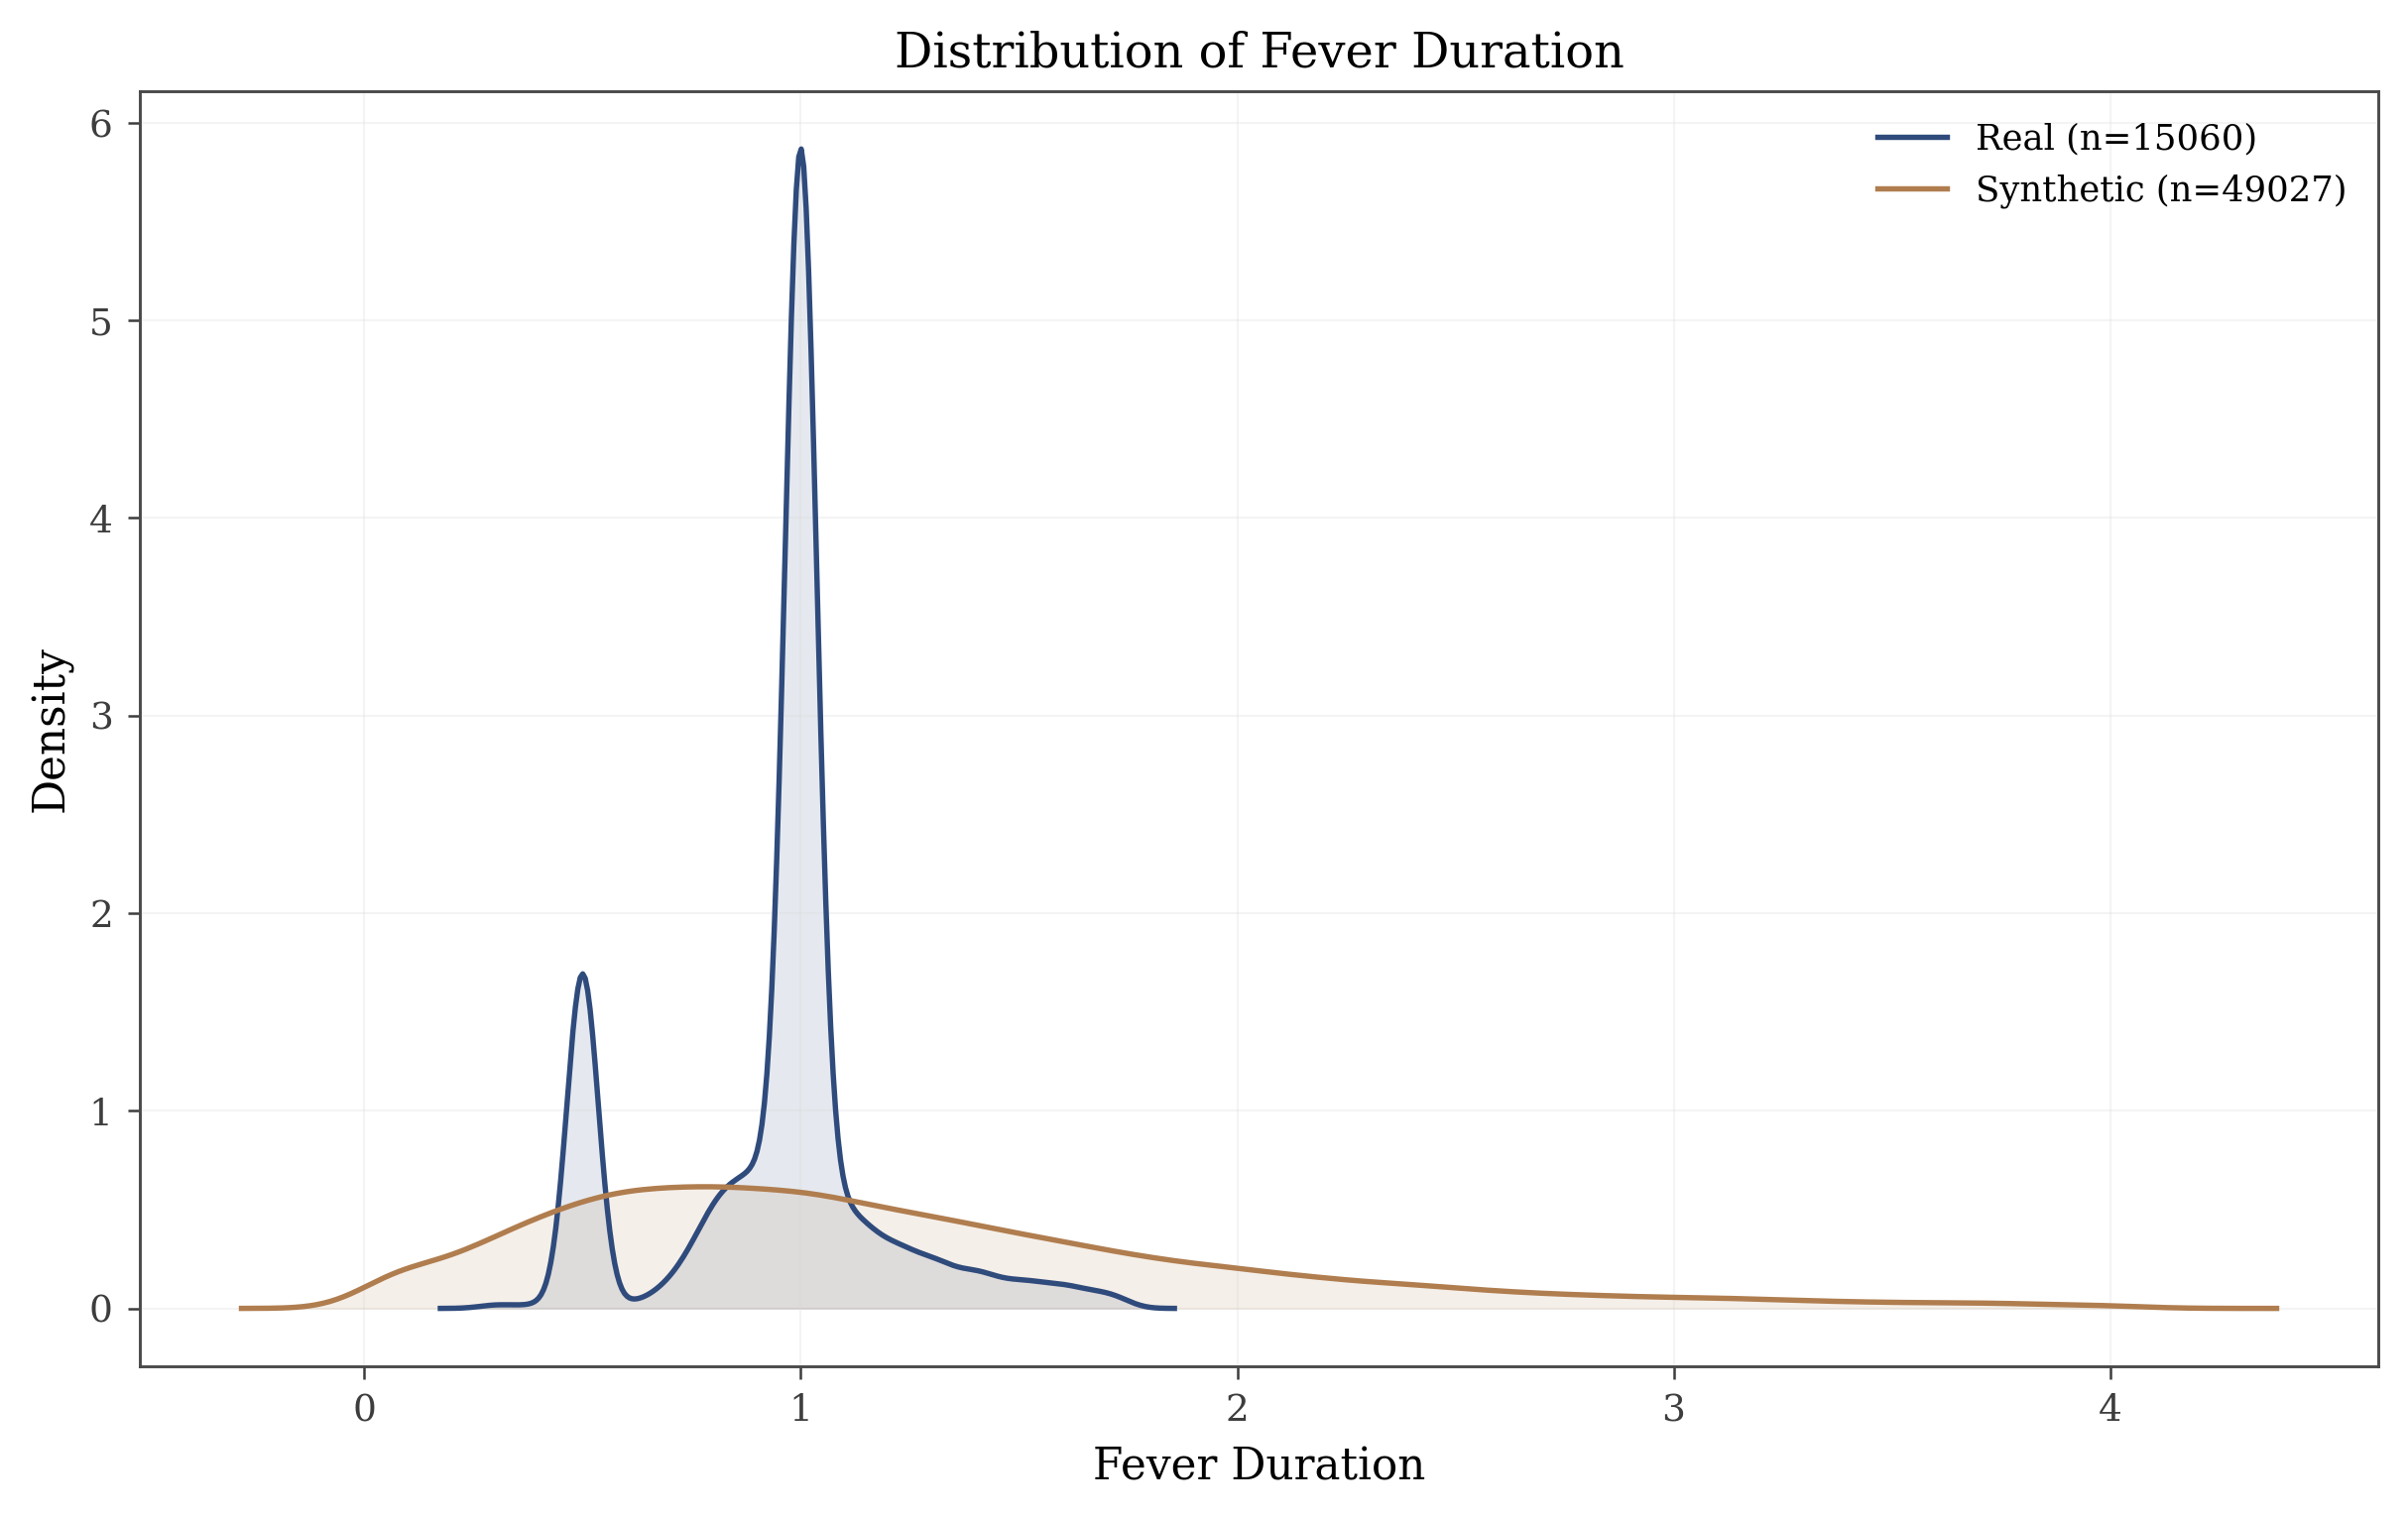 Distribution of Fever Duration
Real (n=15060)
Synthetic (n=49027)
6
5
4
3
2
1
0
Density
0 1 2 3 4
Fever Duration